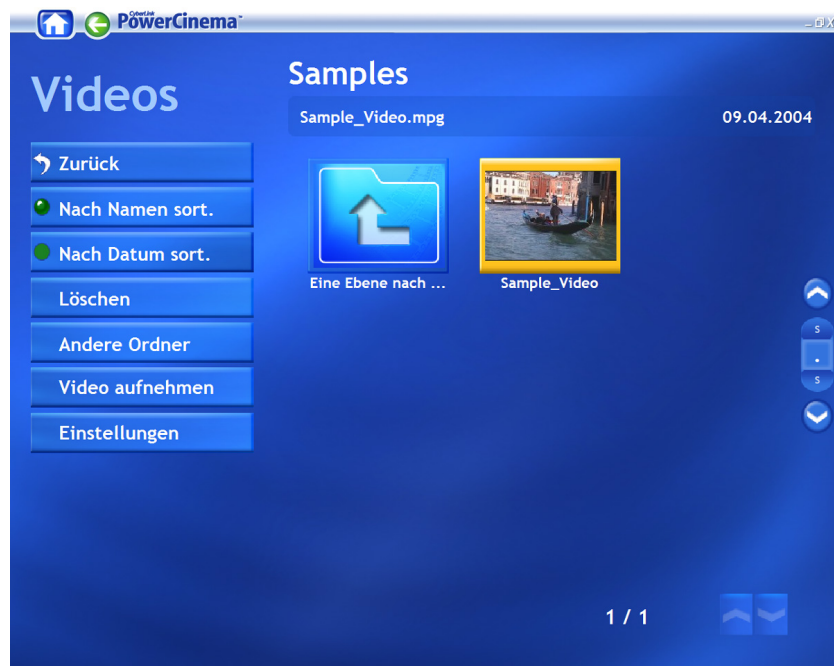 CyberLink
PowerCinema
Videos
Samples
Sample_Video.mpg 09.04.2004
Zurück
Nach Namen sort.
Nach Datum sort.
Löschen
Andere Ordner
Video aufnehmen
Einstellungen
Eine Ebene nach ...
Sample_Video
S
.
S
1 / 1